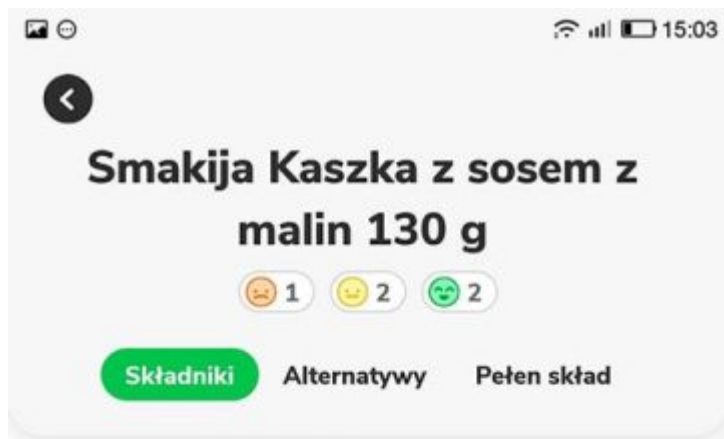 15:03
Smakija Kaszka z sosem z
malin 130 g
1 2 2
Składniki Alternatywy Pełen skład